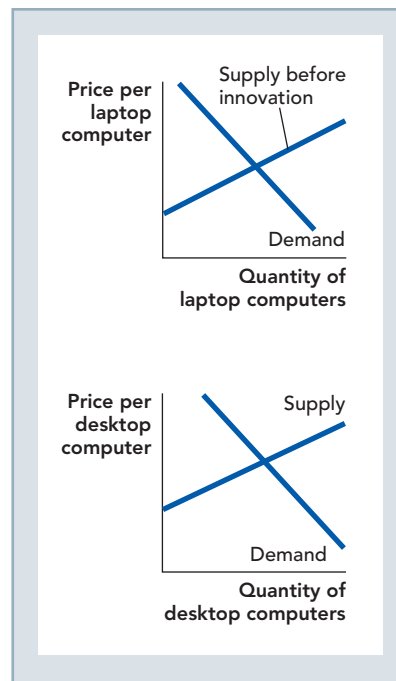 Supply before
innovation
Price per
laptop
computer
Demand
Quantity of
laptop computers
Price per
desktop
computer
Supply
Demand
Quantity of
desktop computers